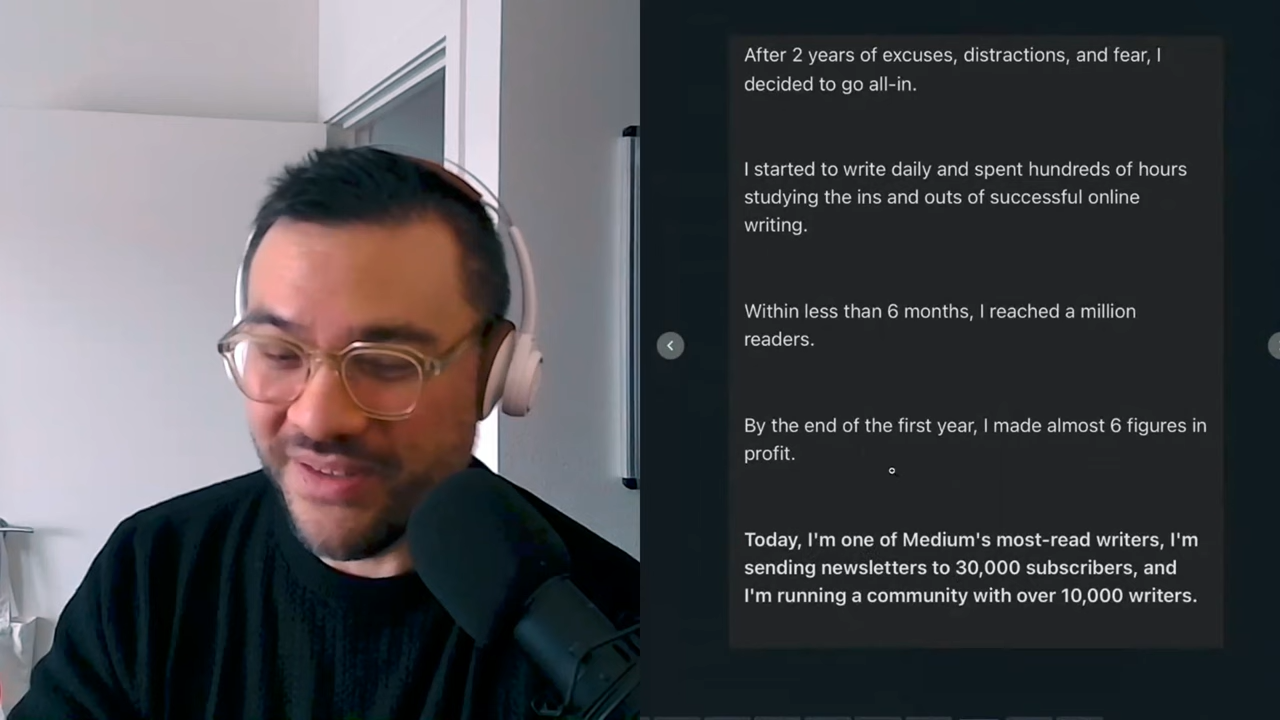 After 2 years of excuses, distractions, and fear, I
decided to go all-in.
I started to write daily and spent hundreds of hours
studying the ins and outs of successful online
writing.
Within less than 6 months, I reached a million
readers.
By the end of the first year, I made almost 6 figures in
profit.
Today, I'm one of Medium's most-read writers, I'm
sending newsletters to 30,000 subscribers, and
I'm running a community with over 10,000 writers.